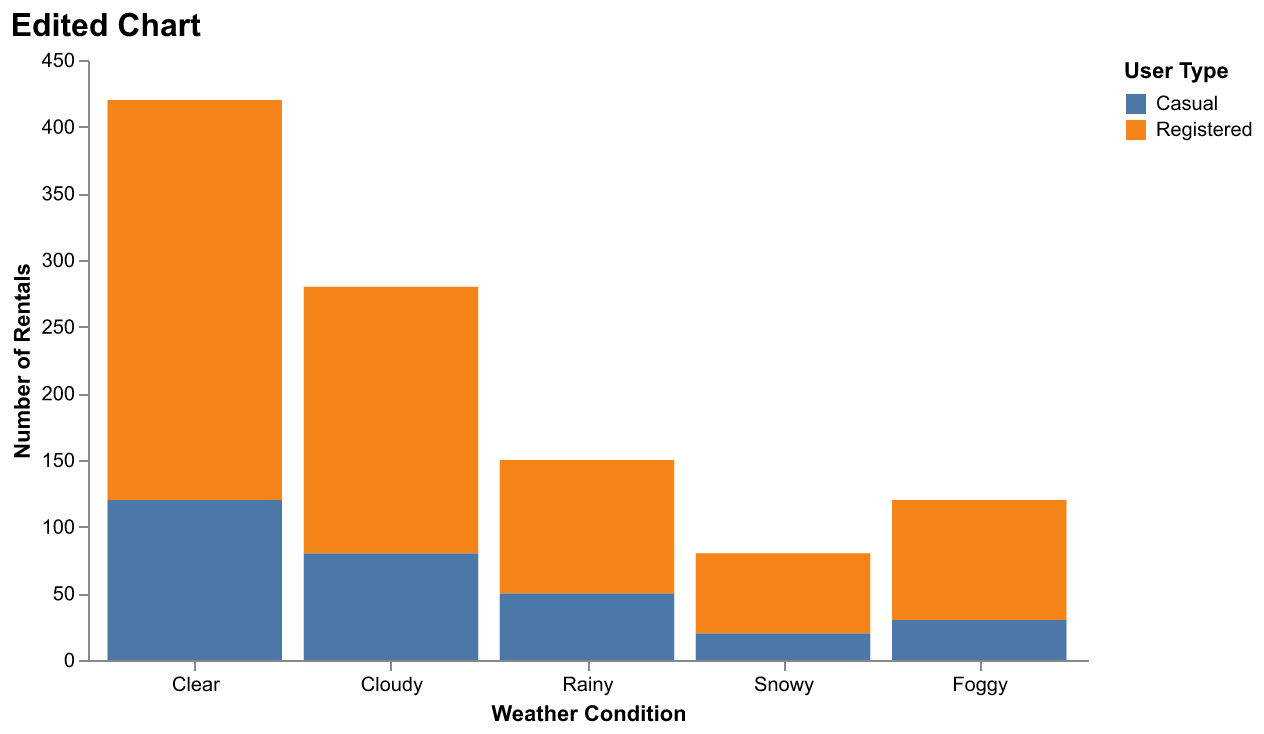 Edited Chart
450
400
350
300
250
200
150
100
50
0
Number of Rentals
Clear
Cloudy
Rainy
Snowy
Foggy
Weather Condition
User Type
Casual
Registered